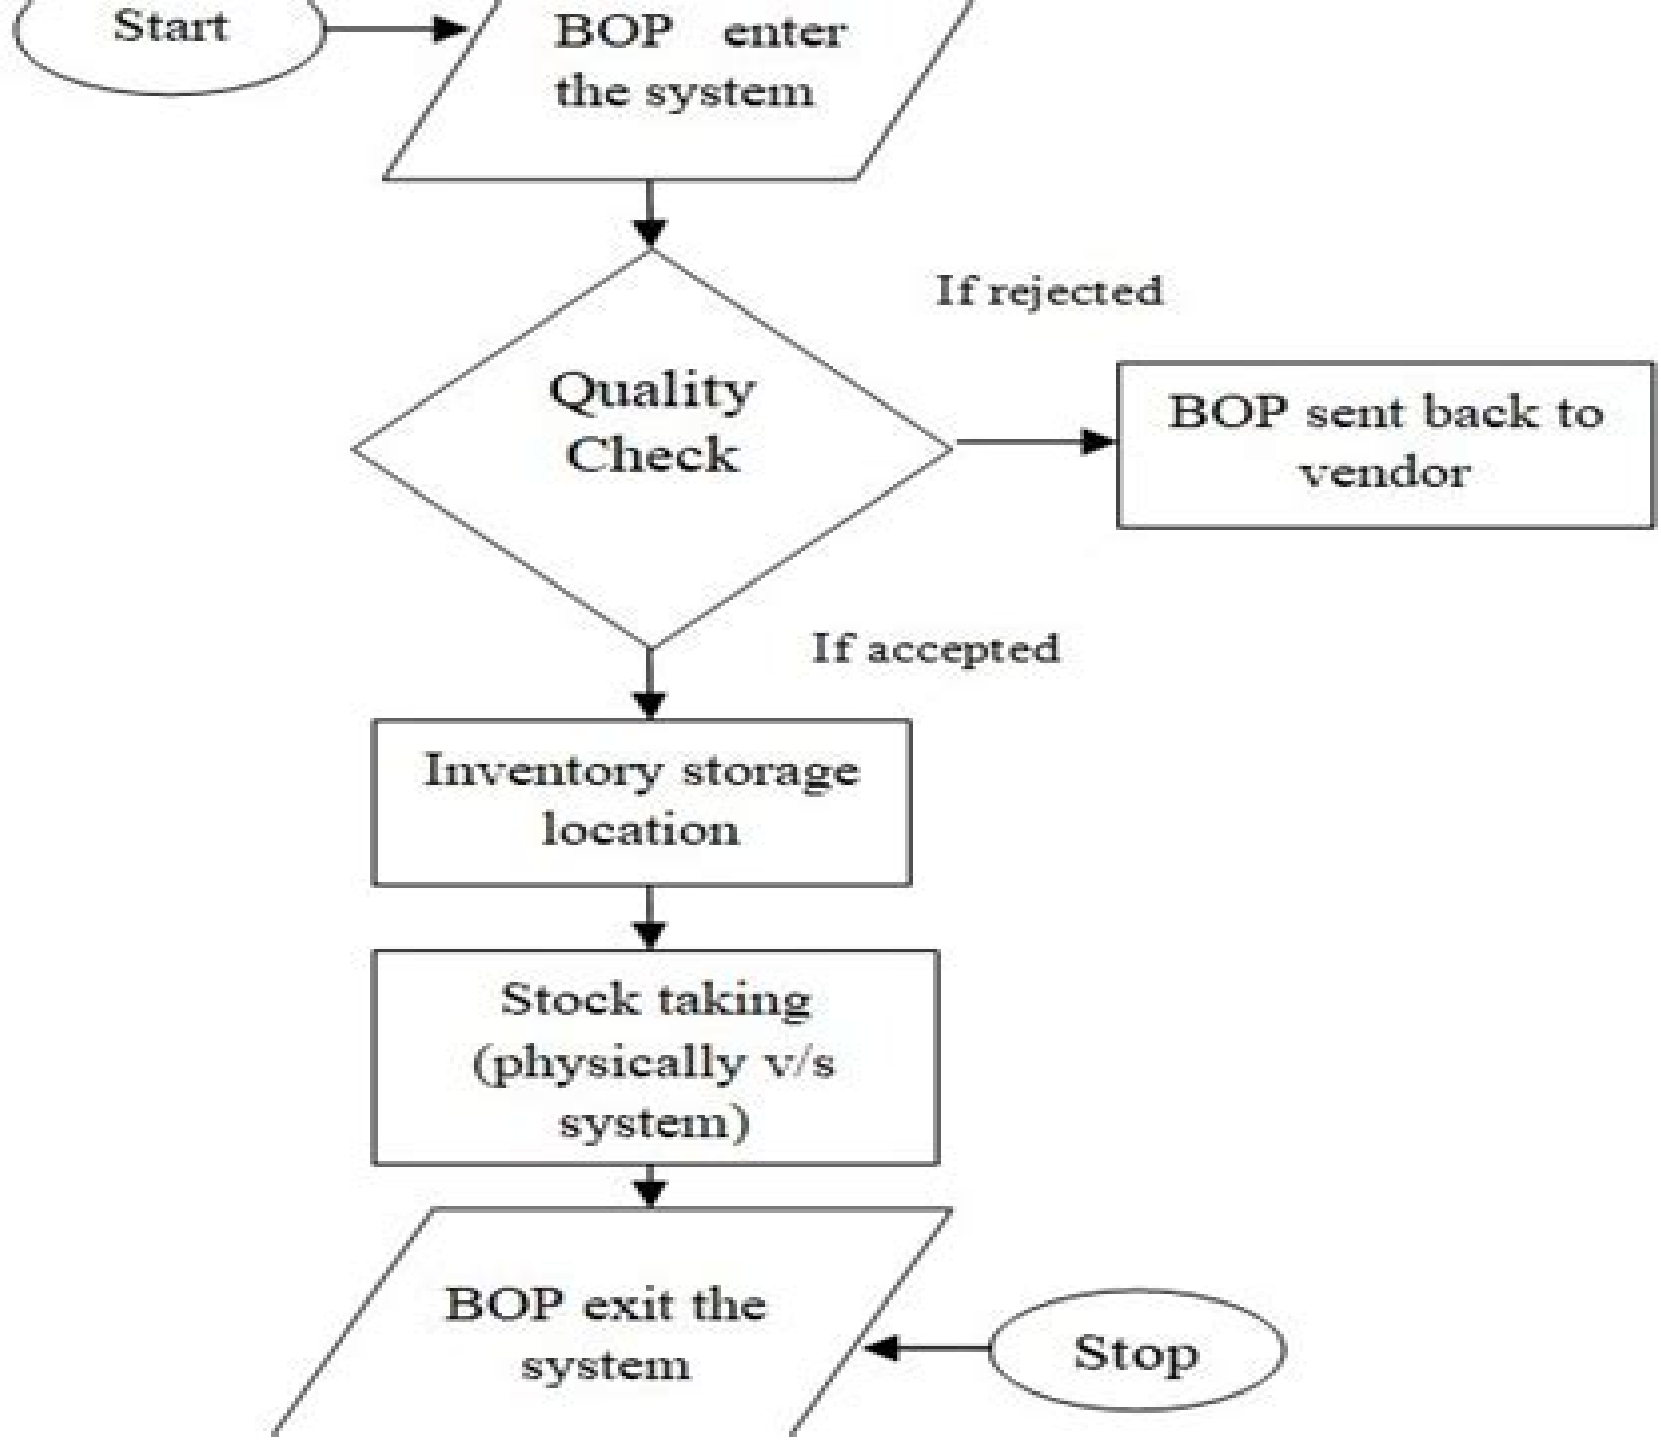 Start
BOP enter
the system
If rejected
Quality
Check
BOP sent back to
vendor
If accepted
Inventory storage
location
Stock taking
(physically v/s
system)
BOP exit the
system
Stop